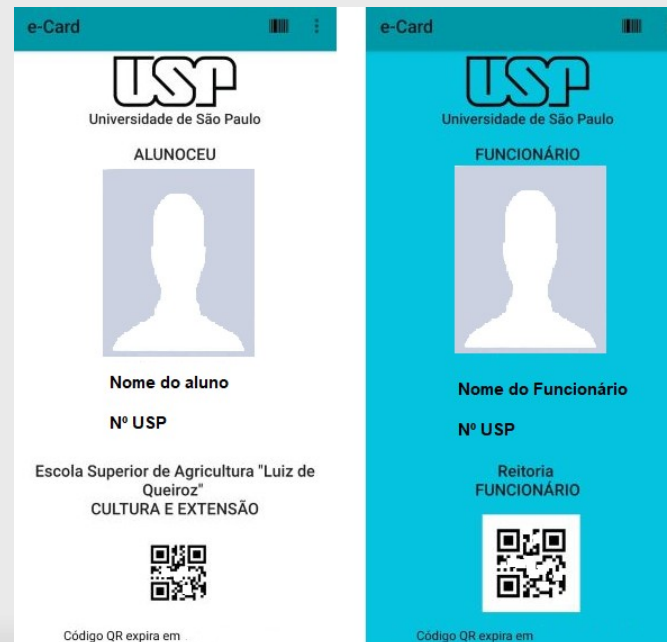 e-Card
USP
Universidade de São Paulo
ALUNOCEU
Nome do aluno
Nº USP
Escola Superior de Agricultura "Luiz de
Queiroz"
CULTURA E EXTENSÃO
Código QR expira em
e-Card
USP
Universidade de São Paulo
FUNCIONÁRIO
Nome do Funcionário
Nº USP
Reitoria
FUNCIONÁRIO
Código QR expira em